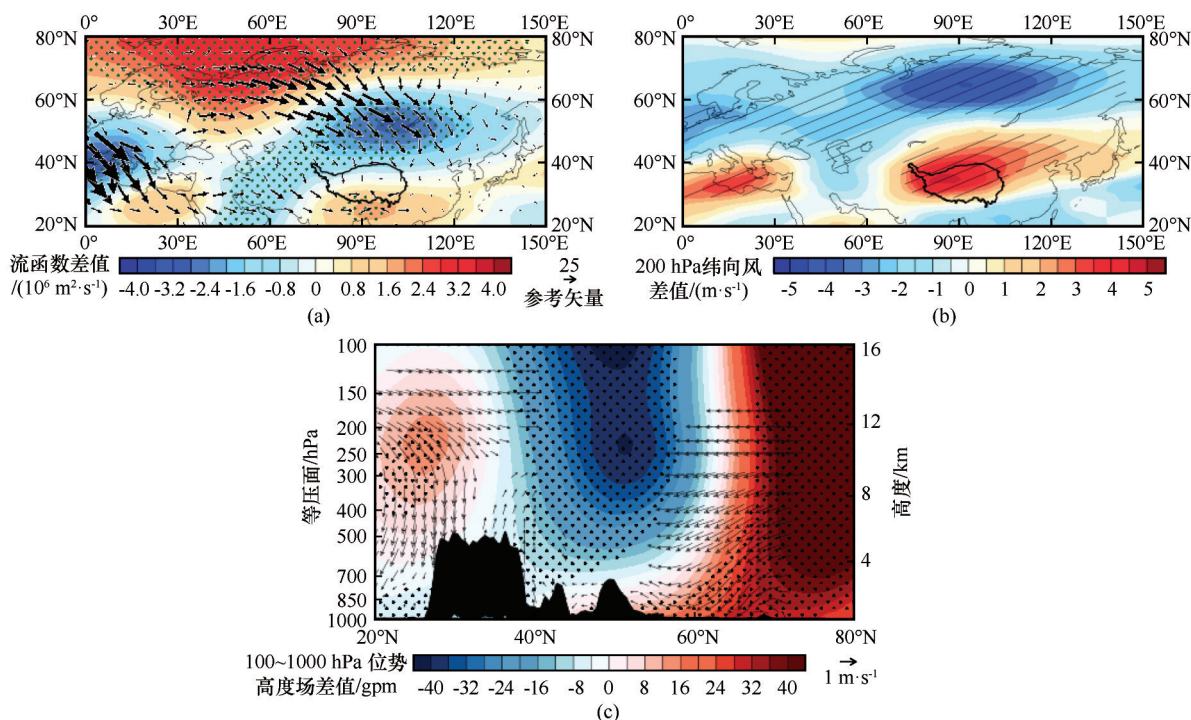 0° 30°E 60°E 90°E 120°E 150°E
80°N 80°N
60°N 60°N
40°N 40°N
20°N 20°N
0° 30°E 60°E 90°E 120°E 150°E
流函数差值
/(10⁶ m²·s⁻¹)
-4.0 -3.2 -2.4 -1.6 -0.8 0 0.8 1.6 2.4 3.2 4.0
25
参考矢量
(a)
0° 30°E 60°E 90°E 120°E 150°E
80°N 80°N
60°N 60°N
40°N 40°N
20°N 20°N
0° 30°E 60°E 90°E 120°E 150°E
200 hPa纬向风
差值/(m·s⁻¹)
-5 -4 -3 -2 -1 0 1 2 3 4 5
(b)
等压面/hPa
100
150
200
250
300
400
500
700
850
1000
16
12
8
4
高度/km
20°N 40°N 60°N 80°N
100~1000 hPa 位势
高度场差值/gpm
-40 -32 -24 -16 -8 0 8 16 24 32 40
1 m·s⁻¹
(c)